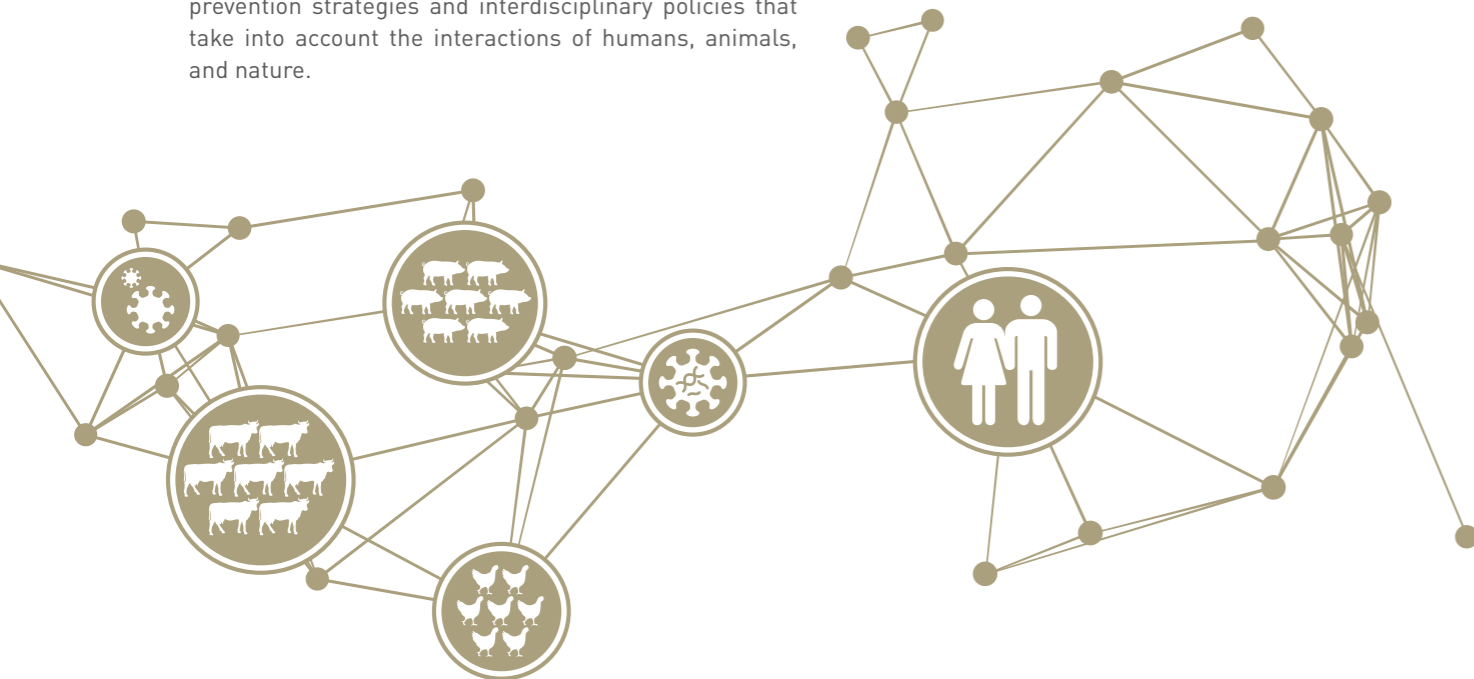 prevention strategies and interdisciplinary policies that
take into account the interactions of humans, animals,
and nature.